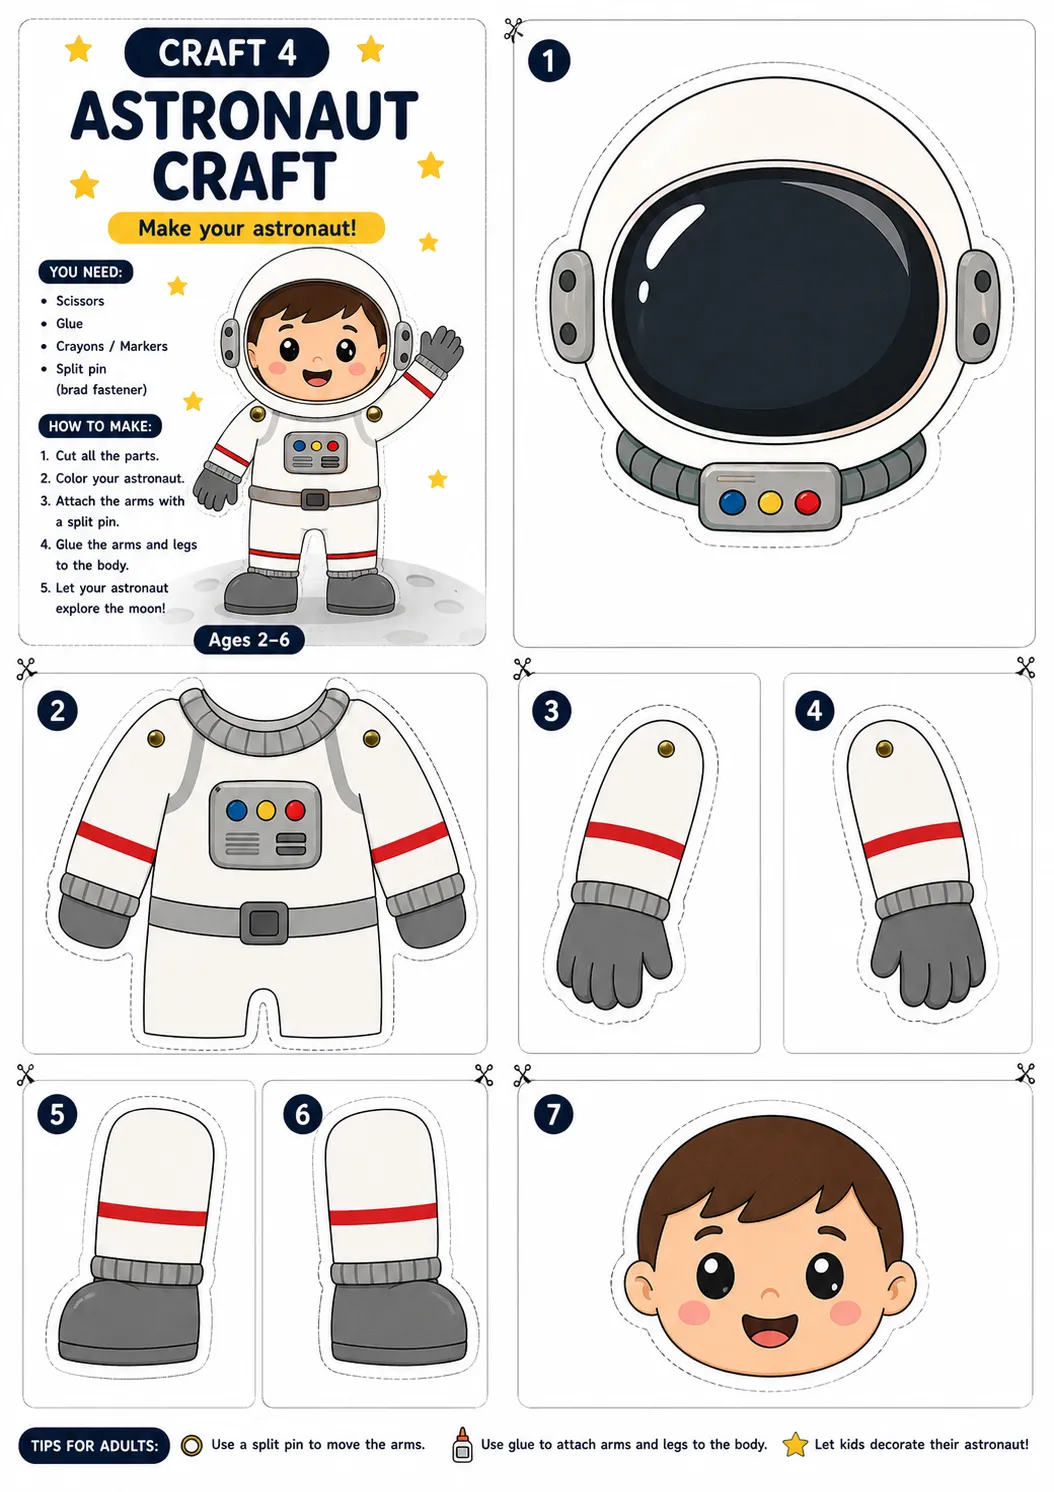 CRAFT 4
ASTRONAUT
CRAFT
Make your astronaut!
YOU NEED:
• Scissors
• Glue
• Crayons / Markers
• Split pin
(brad fastener)
HOW TO MAKE:
1. Cut all the parts.
2. Color your astronaut.
3. Attach the arms with
a split pin.
4. Glue the arms and legs
to the body.
5. Let your astronaut
explore the moon!
Ages 2–6
1
2
3
4
5
6
7
TIPS FOR ADULTS:
Use a split pin to move the arms.
Use glue to attach arms and legs to the body.
Let kids decorate their astronaut!